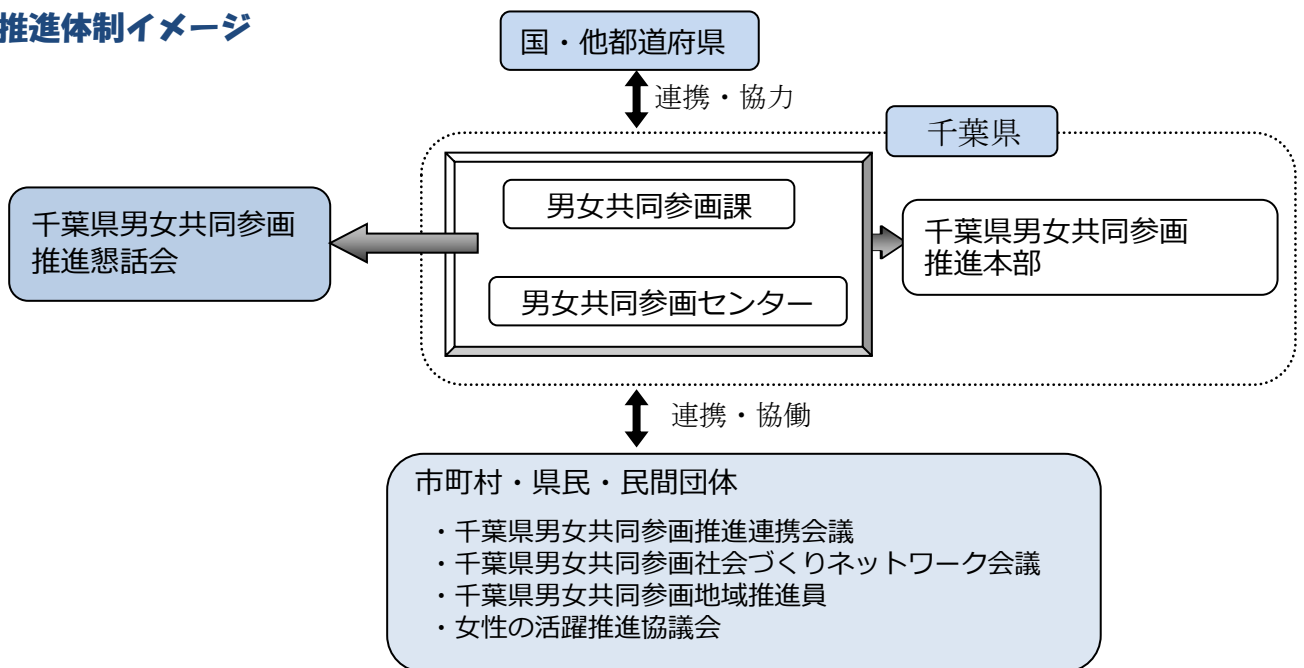 推進体制イメージ
国・他都道府県
連携・協力
千葉県
男女共同参画課
千葉県男女共同参画
推進懇話会
千葉県男女共同参画
推進本部
男女共同参画センター
連携・協働
市町村・県民・民間団体
・千葉県男女共同参画推進連携会議
・千葉県男女共同参画社会づくりネットワーク会議
・千葉県男女共同参画地域推進員
・女性の活躍推進協議会